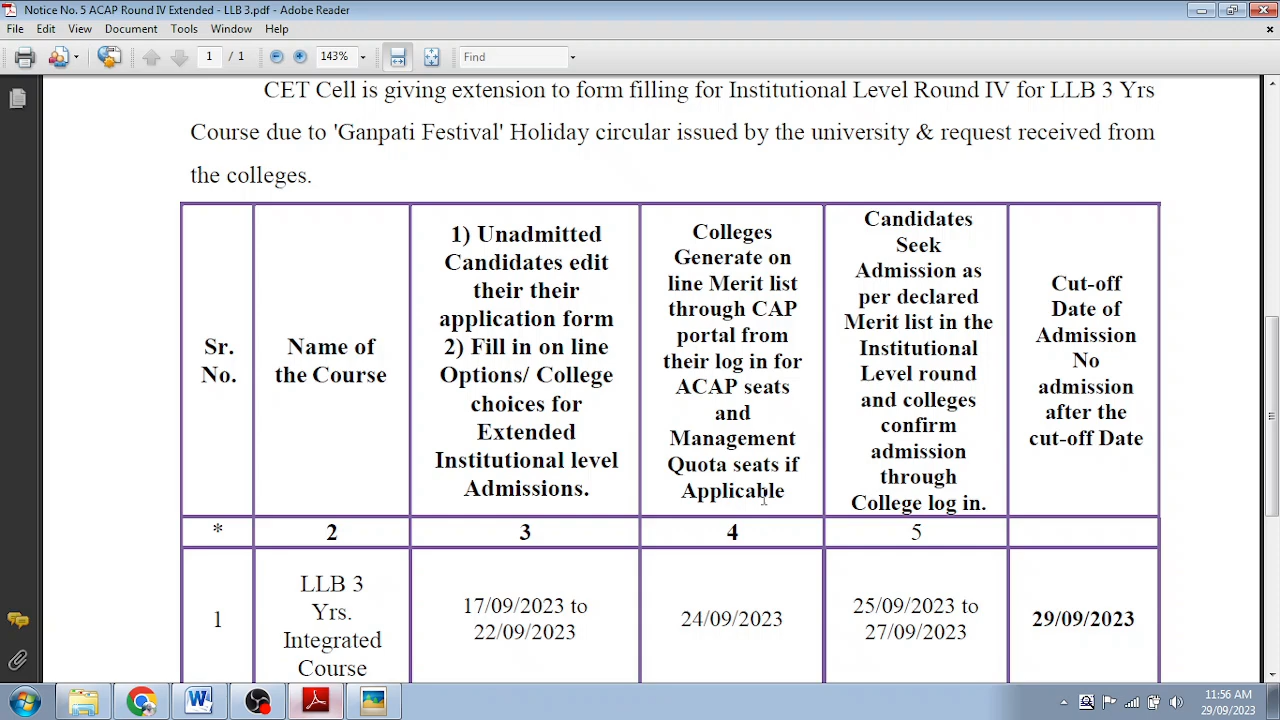 Notice No. 5 ACAP Round IV Extended - LLB 3.pdf - Adobe Reader
File Edit View Document Tools Window Help
1 / 1 143% Find
CET Cell is giving extension to form filling for Institutional Level Round IV for LLB 3 Yrs
Course due to 'Ganpati Festival' Holiday circular issued by the university & request received from
the colleges.
Sr.
No.
Name of
the Course
1) Unadmitted
Candidates edit
their their
application form
2) Fill in on line
Options/ College
choices for
Extended
Institutional level
Admissions.
Colleges
Generate on
line Merit list
through CAP
portal from
their log in for
ACAP seats
and
Management
Quota seats if
Applicable
Candidates
Seek
Admission as
per declared
Merit list in the
Institutional
Level round
and colleges
confirm
admission
through
College log in.
Cut-off
Date of
Admission
No
admission
after the
cut-off Date
* 2 3 4 5
1
LLB 3
Yrs.
Integrated
Course
17/09/2023 to
22/09/2023
24/09/2023
25/09/2023 to
27/09/2023
29/09/2023
11:56 AM
29/09/2023